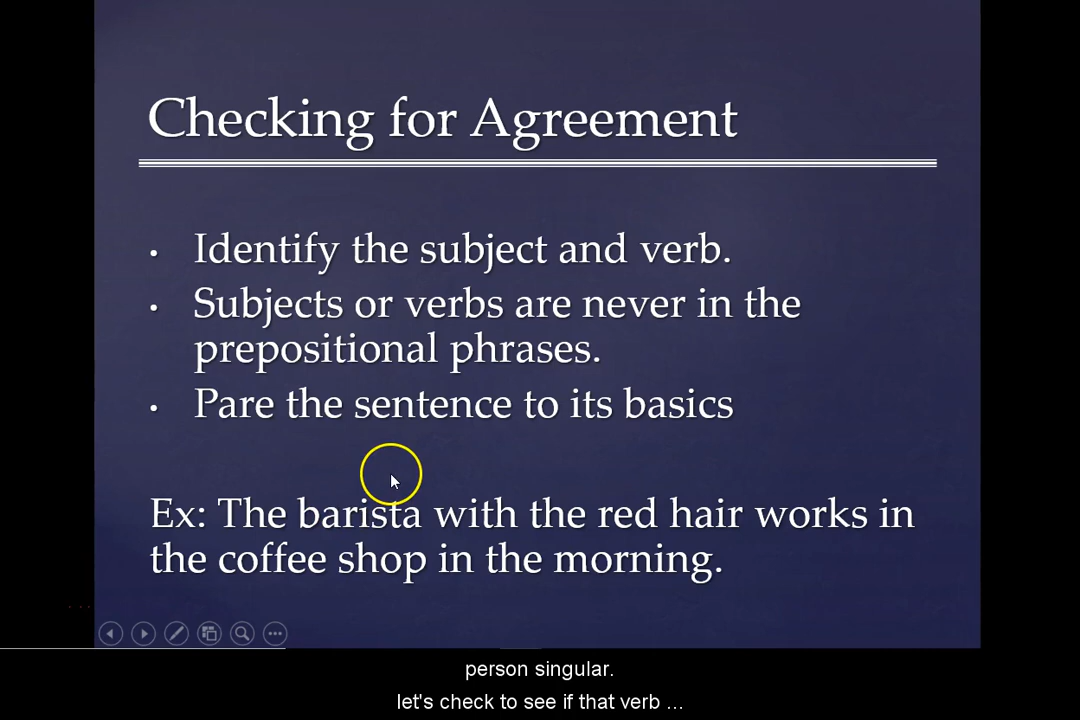 Checking for Agreement
• Identify the subject and verb.
• Subjects or verbs are never in the
prepositional phrases.
• Pare the sentence to its basics
Ex: The barista with the red hair works in
the coffee shop in the morning.
person singular.
let's check to see if that verb ...